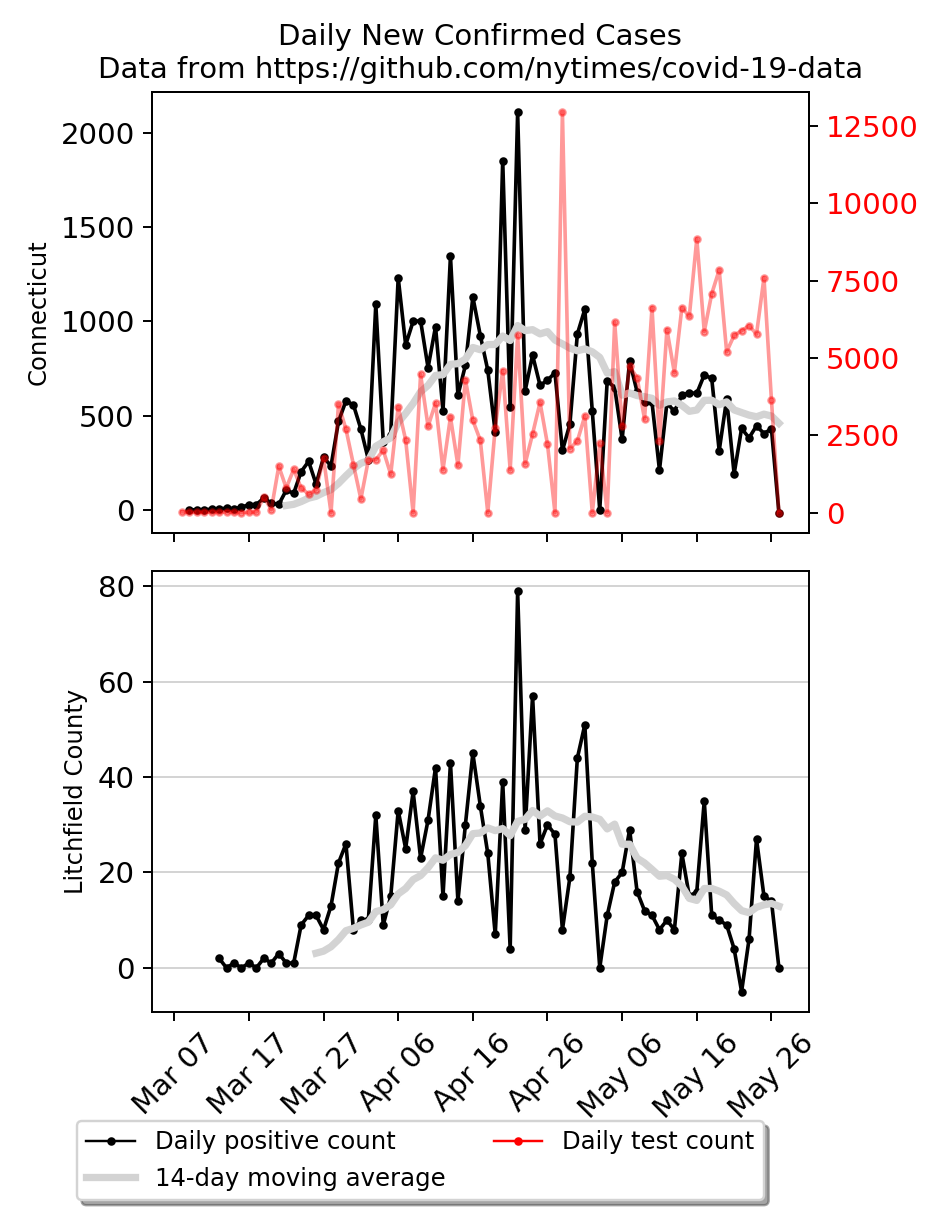 Daily New Confirmed Cases
Data from https://github.com/nytimes/covid-19-data
Connecticut
2000
1500
1000
500
0
12500
10000
7500
5000
2500
0
Litchfield County
80
60
40
20
0
Mar 07
Mar 17
Mar 27
Apr 06
Apr 16
Apr 26
May 06
May 16
May 26
Daily positive count
Daily test count
14-day moving average